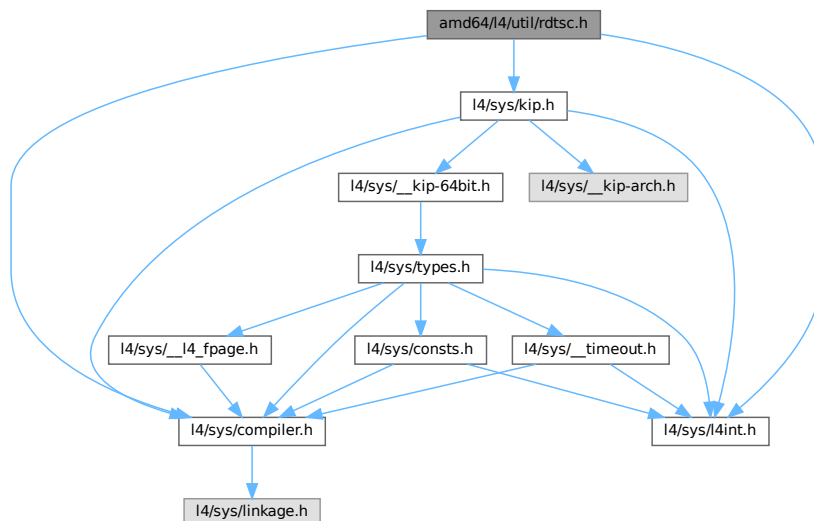 amd64/l4/util/rdtsc.h
l4/sys/kip.h
l4/sys/__kip-64bit.h
l4/sys/__kip-arch.h
l4/sys/types.h
l4/sys/__l4_fpage.h
l4/sys/consts.h
l4/sys/__timeout.h
l4/sys/compiler.h
l4/sys/l4int.h
l4/sys/linkage.h